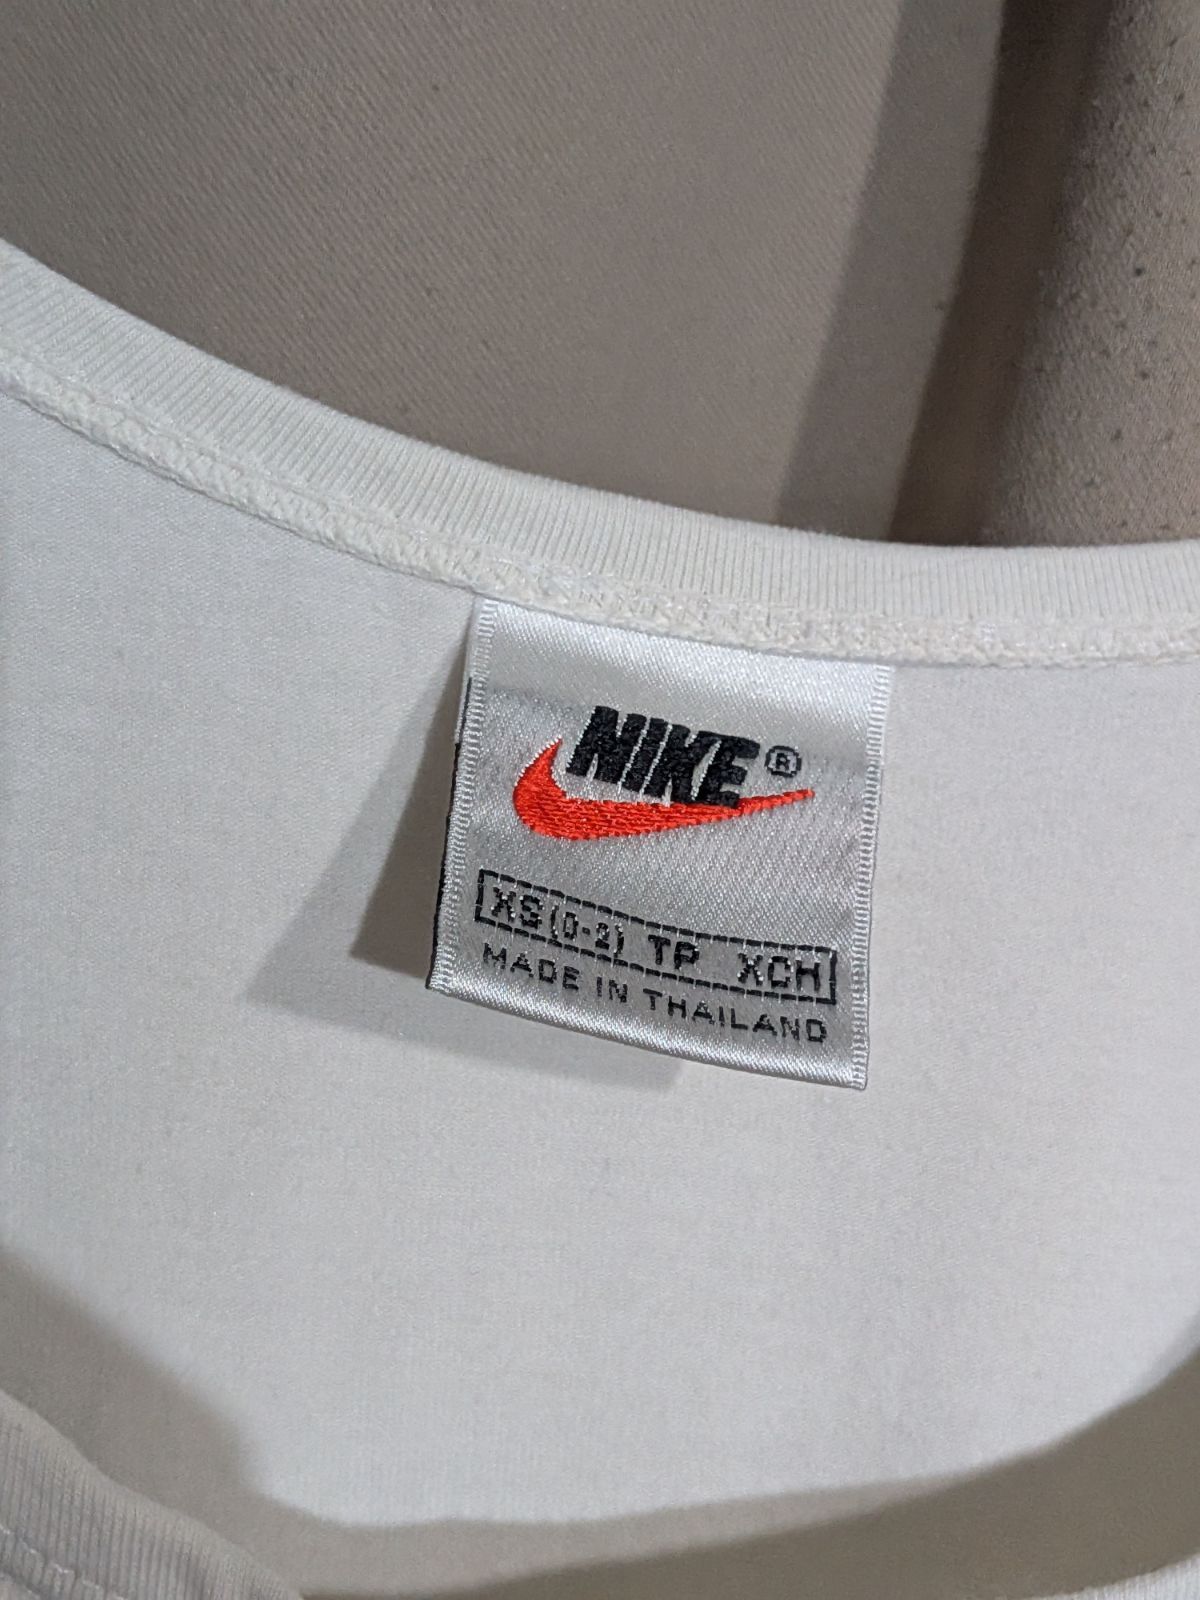 NIKE ®
XS (0-2) TP XCH
MADE IN THAILAND